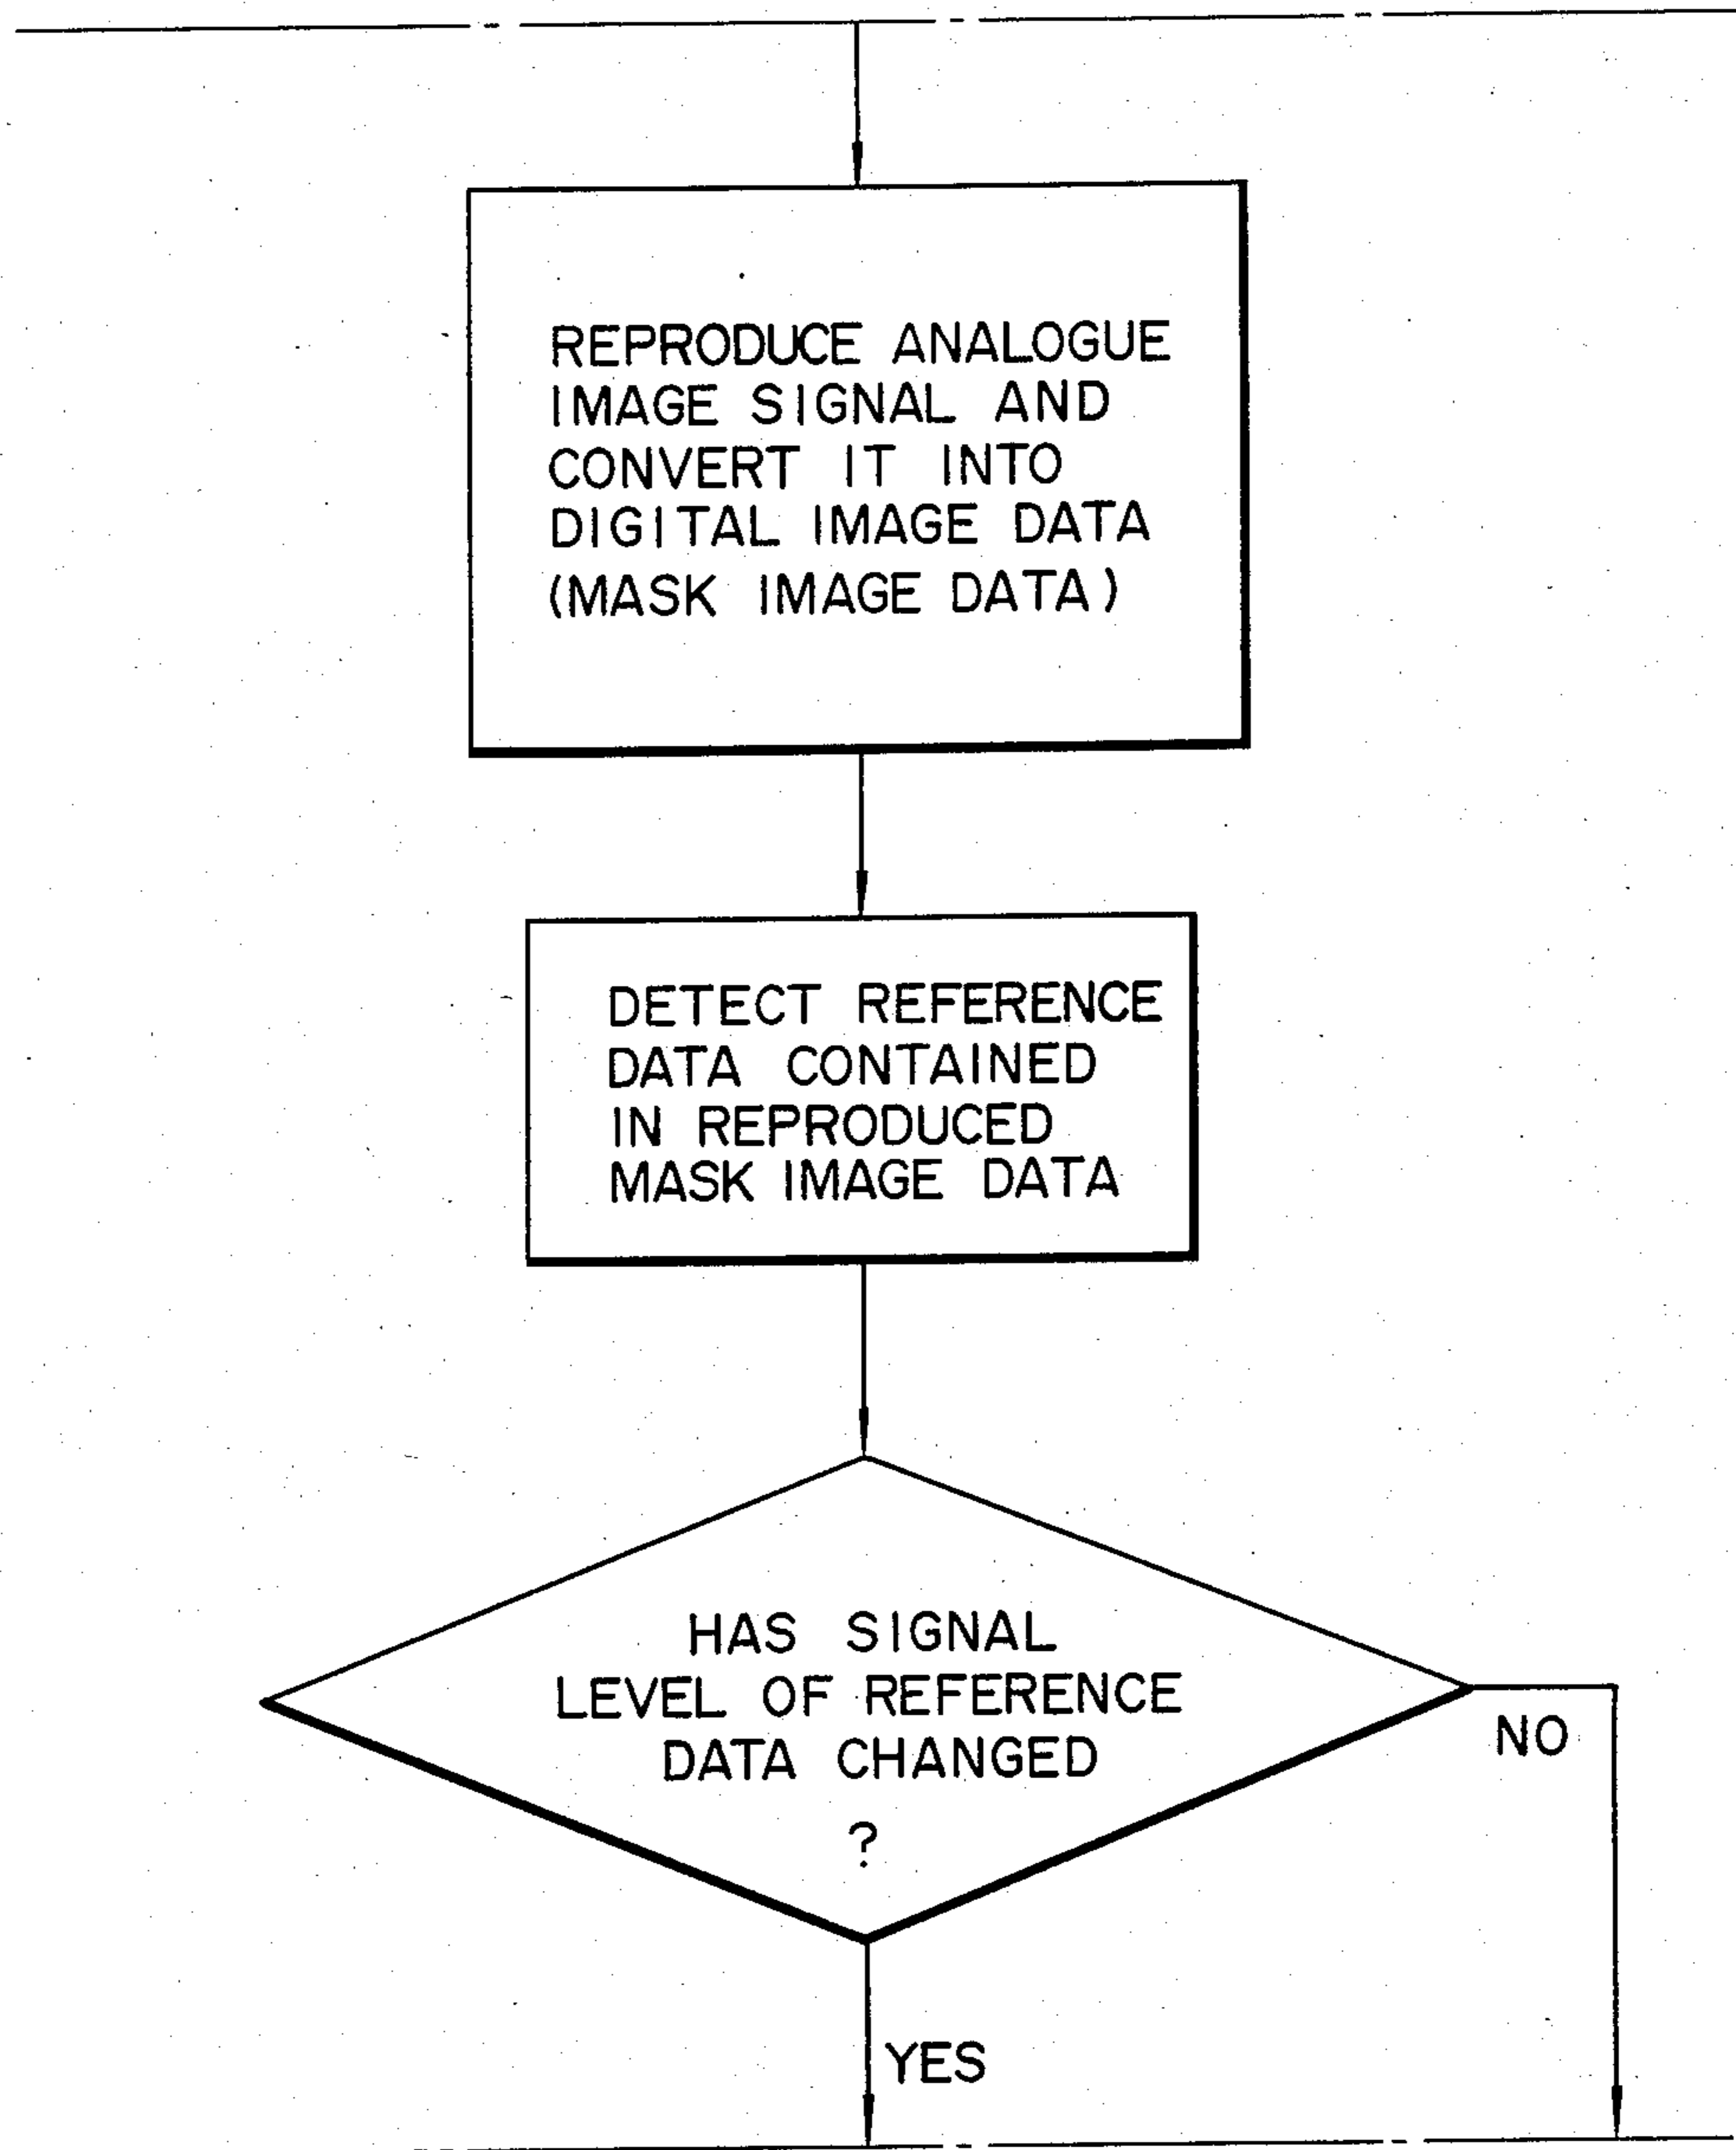 REPRODUCE ANALOGUE
IMAGE SIGNAL AND
CONVERT IT INTO
DIGITAL IMAGE DATA
(MASK IMAGE DATA)
DETECT REFERENCE
DATA CONTAINED
IN REPRODUCED
MASK IMAGE DATA
HAS SIGNAL
LEVEL OF REFERENCE
DATA CHANGED
?
NO
YES